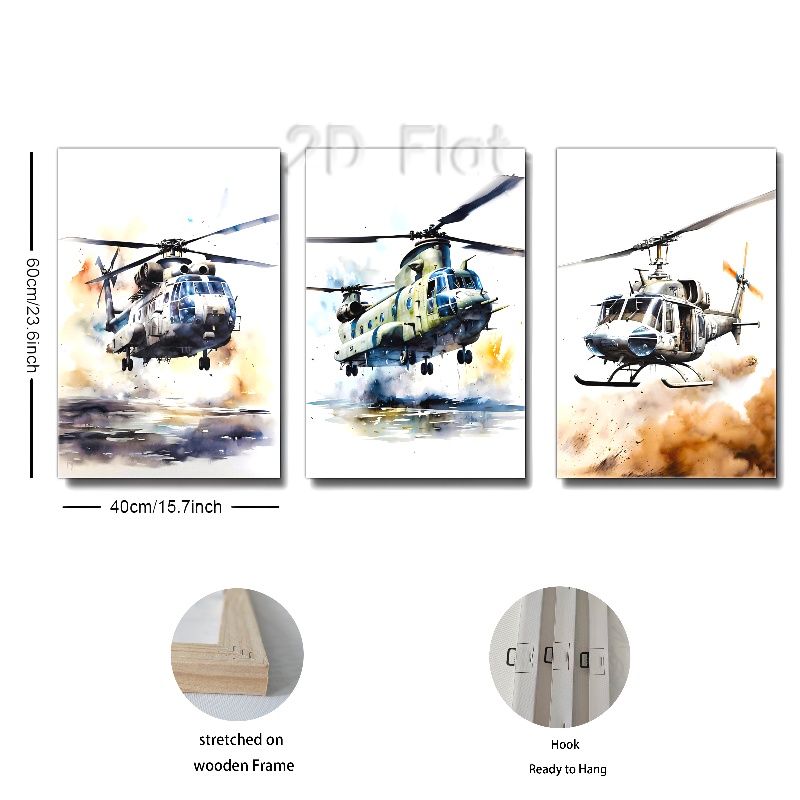 2D Flat
60cm/23.6inch
40cm/15.7inch
stretched on
wooden Frame
Hook
Ready to Hang